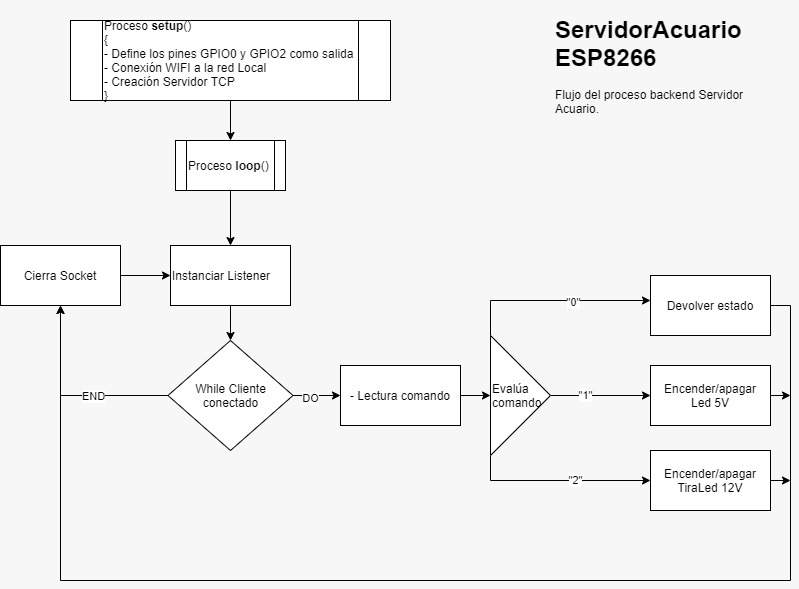 Proceso setup()
{
- Define los pines GPIO0 y GPIO2 como salida
- Conexión WIFI a la red Local
- Creación Servidor TCP
}
ServidorAcuario
ESP8266
Flujo del proceso backend Servidor
Acuario.
Proceso loop()
Cierra Socket
Instanciar Listener
While Cliente
conectado
END
DO
- Lectura comando
Evalúa
comando
"0"
Devolver estado
"1"
Encender/apagar
Led 5V
"2"
Encender/apagar
TiraLed 12V